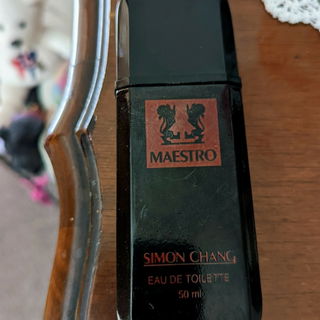 MAESTRO
SIMON CHANG
EAU DE TOILETTE
50 ml